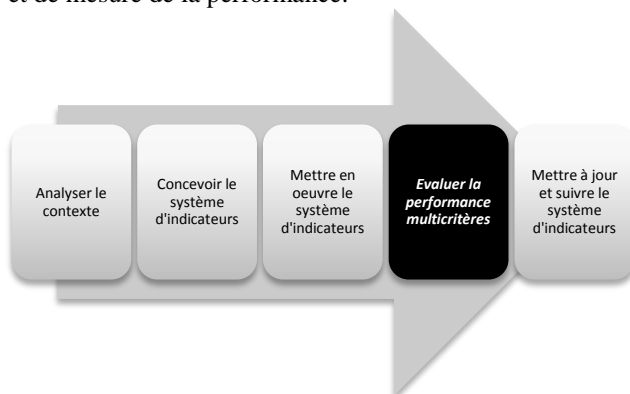 et de mesure de la performance.
Analyser le
contexte
Concevoir le
système
d'indicateurs
Mettre en
oeuvre le
système
d'indicateurs
Evaluer la
performance
multicritères
Mettre à jour
et suivre le
système
d'indicateurs